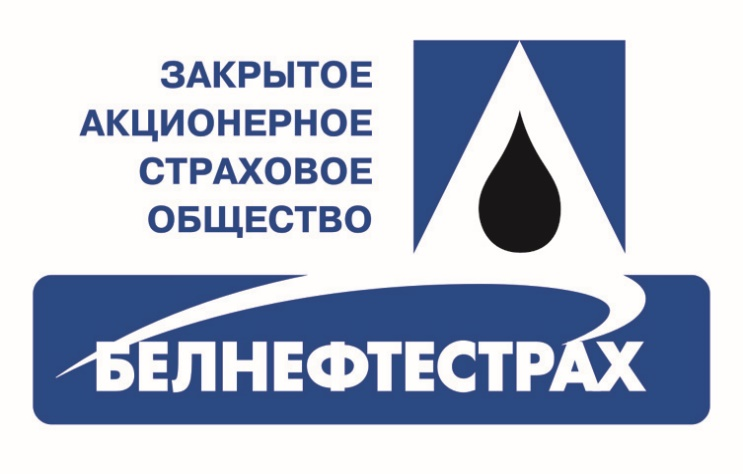 ЗАКРЫТОЕ
АКЦИОНЕРНОЕ
СТРАХОВОЕ
ОБЩЕСТВО
БЕЛНЕФТЕСТРАХ